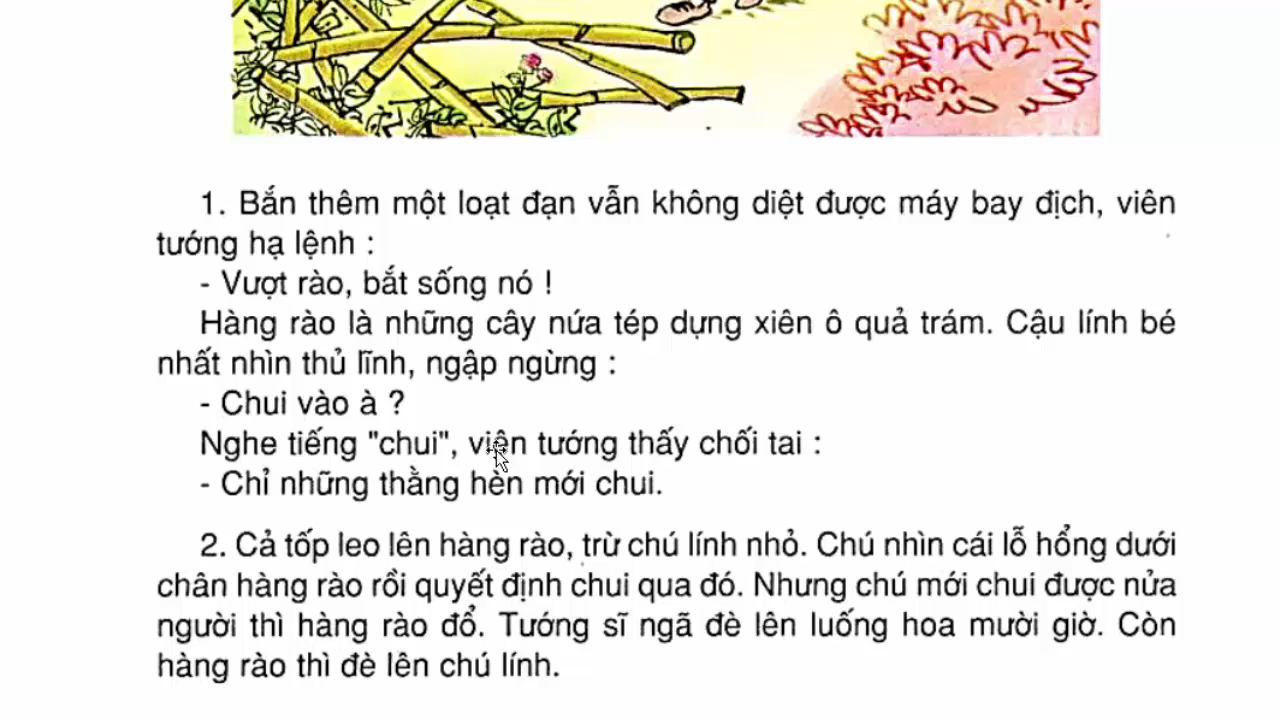 1. Bắn thêm một loạt đạn vẫn không diệt được máy bay địch, viên
tướng hạ lệnh :
- Vượt rào, bắt sống nó !
Hàng rào là những cây nứa tép dựng xiên ô quả trám. Cậu lính bé
nhất nhìn thủ lĩnh, ngập ngừng :
- Chui vào à ?
Nghe tiếng "chui", viên tướng thấy chối tai :
- Chỉ những thằng hèn mới chui.
2. Cả tốp leo lên hàng rào, trừ chú lính nhỏ. Chú nhìn cái lỗ hổng dưới
chân hàng rào rồi quyết định chui qua đó. Nhưng chú mới chui được nửa
người thì hàng rào đổ. Tướng sĩ ngã đè lên luống hoa mười giờ. Còn
hàng rào thì đè lên chú lính.